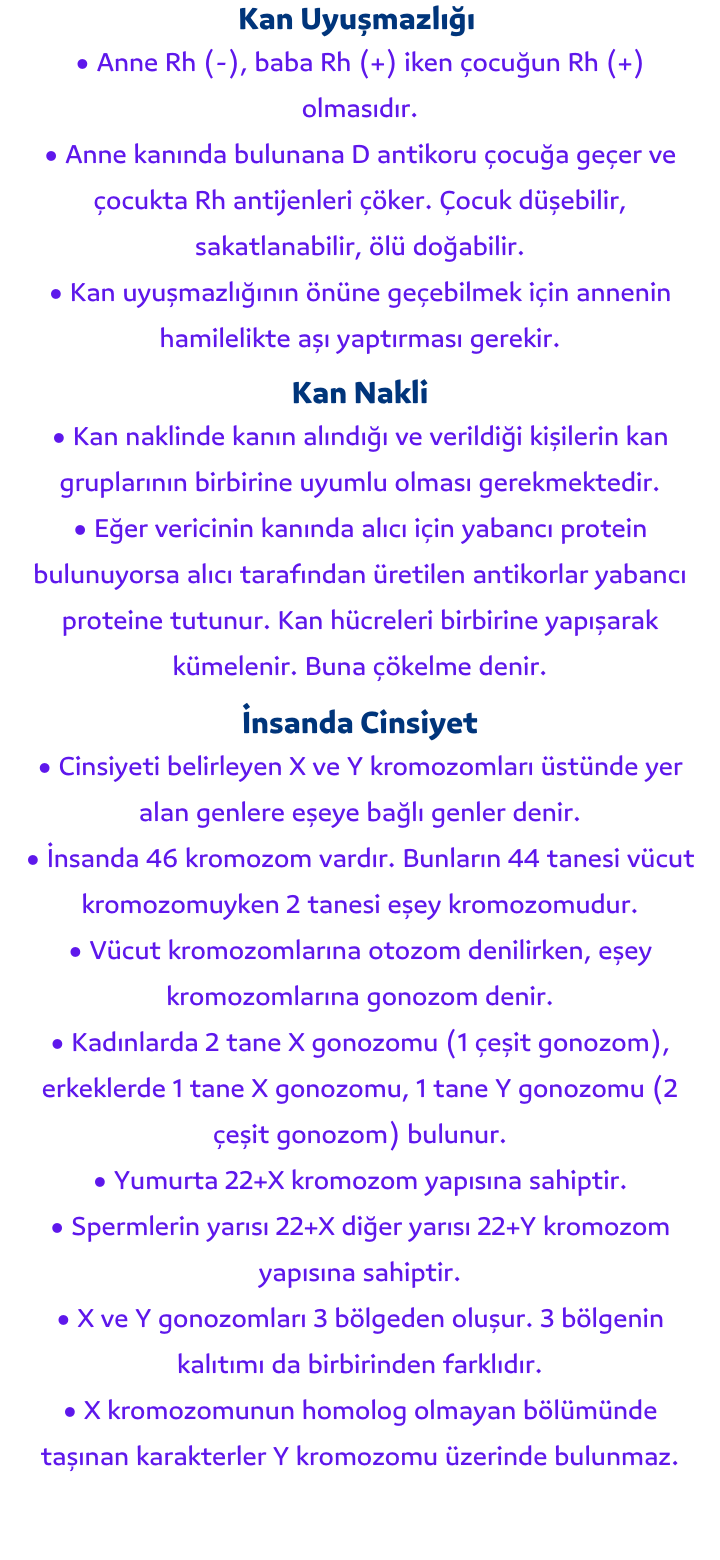 Kan Uyuşmazlığı
• Anne Rh (-), baba Rh (+) iken çocuğun Rh (+)
olmasıdır.
• Anne kanında bulunana D antikoru çocuğa geçer ve
çocukta Rh antijenleri çöker. Çocuk düşebilir,
sakatlanabilir, ölü doğabilir.
• Kan uyuşmazlığının önüne geçebilmek için annenin
hamilelikte aşı yaptırması gerekir.
Kan Nakli
• Kan naklinde kanın alındığı ve verildiği kişilerin kan
gruplarının birbirine uyumlu olması gerekmektedir.
• Eğer vericinin kanında alıcı için yabancı protein
bulunuyorsa alıcı tarafından üretilen antikorlar yabancı
proteine tutunur. Kan hücreleri birbirine yapışarak
kümelenir. Buna çökelme denir.
İnsanda Cinsiyet
• Cinsiyeti belirleyen X ve Y kromozomları üstünde yer
alan genlere eşeye bağlı genler denir.
• İnsanda 46 kromozom vardır. Bunların 44 tanesi vücut
kromozomuyken 2 tanesi eşey kromozomudur.
• Vücut kromozomlarına otozom denilirken, eşey
kromozomlarına gonozom denir.
• Kadınlarda 2 tane X gonozomu (1 çeşit gonozom),
erkeklerde 1 tane X gonozomu, 1 tane Y gonozomu (2
çeşit gonozom) bulunur.
• Yumurta 22+X kromozom yapısına sahiptir.
• Spermlerin yarısı 22+X diğer yarısı 22+Y kromozom
yapısına sahiptir.
• X ve Y gonozomları 3 bölgeden oluşur. 3 bölgenin
kalıtımı da birbirinden farklıdır.
• X kromozomunun homolog olmayan bölümünde
taşınan karakterler Y kromozomu üzerinde bulunmaz.